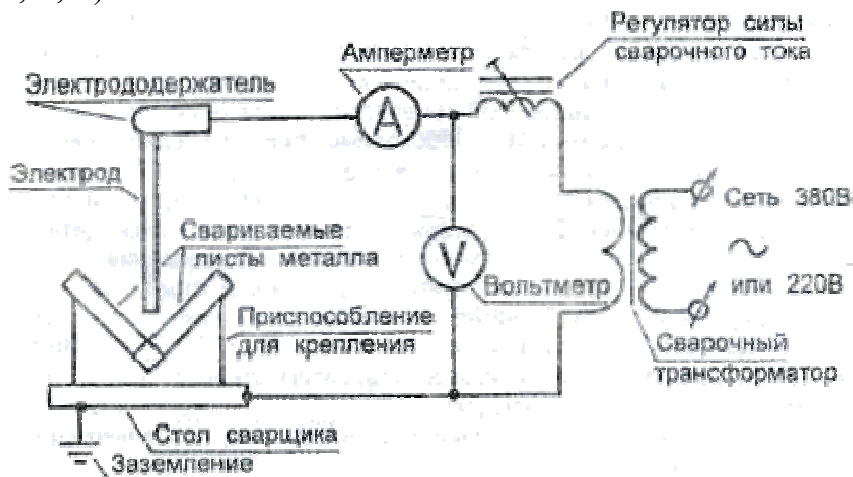 Регулятор силы
сварочного тока
Амперметр
Электрододержатель
A
Электрод
Свариваемые
листы металла
V
Вольтметр
Сеть 380В
~
или 220В
Приспособление
для крепления
Сварочный
трансформатор
Стол сварщика
Заземление